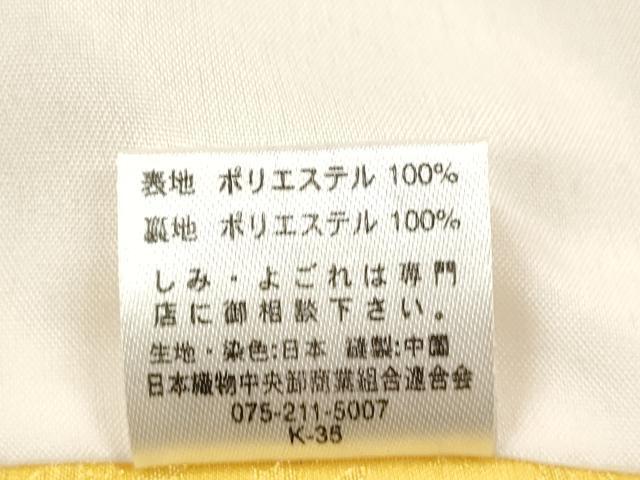 表地 ポリエステル 100%
裏地 ポリエステル 100%
しみ・よごれは専門
店に御相談下さい。
生地・染色:日本 縫製:中国
日本織物中央卸商業組合連合会
075-211-5007
K-35